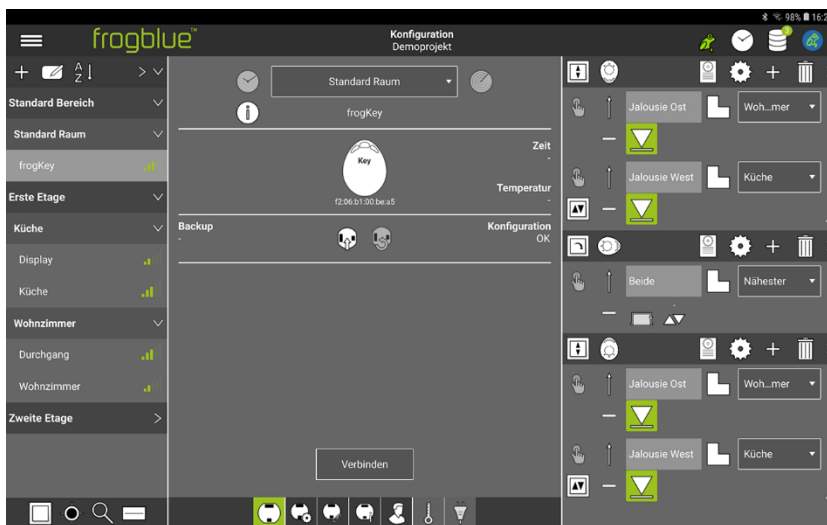 98% 16:2
frogblue™
Konfiguration
Demoprojekt
3
A
Z
Standard Bereich
Standard Raum
frogKey
Erste Etage
Küche
Display
Küche
Wohnzimmer
Durchgang
Wohnzimmer
Zweite Etage
Standard Raum
frogKey
Key
f2:06:b1:00:be:a5
Zeit
-
Temperatur
-
Backup
-
Konfiguration
OK
Verbinden
Jalousie Ost
Woh...mer
Jalousie West
Küche
Beide
Nähester
Jalousie Ost
Woh...mer
Jalousie West
Küche